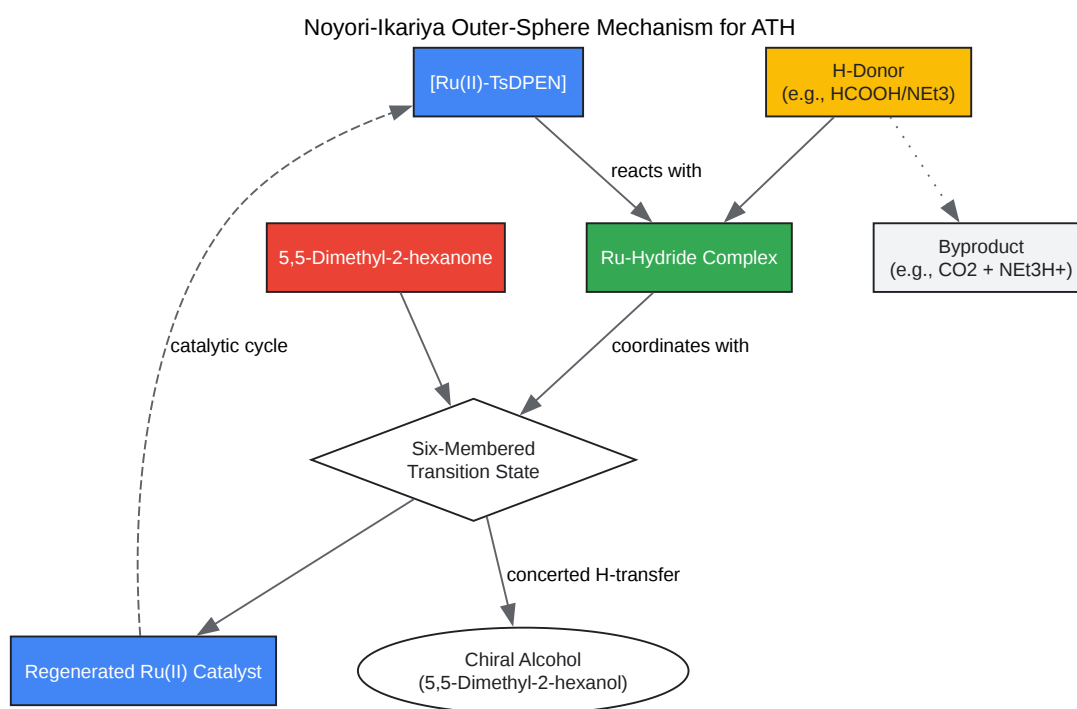 Noyori-Ikariya Outer-Sphere Mechanism for ATH
[Ru(II)-TsDPEN]
H-Donor
(e.g., HCOOH/NEt3)
reacts with
5,5-Dimethyl-2-hexanone
Ru-Hydride Complex
Byproduct
(e.g., CO2 + NEt3H+)
catalytic cycle
coordinates with
Six-Membered
Transition State
concerted H-transfer
Regenerated Ru(II) Catalyst
Chiral Alcohol
(5,5-Dimethyl-2-hexanol)